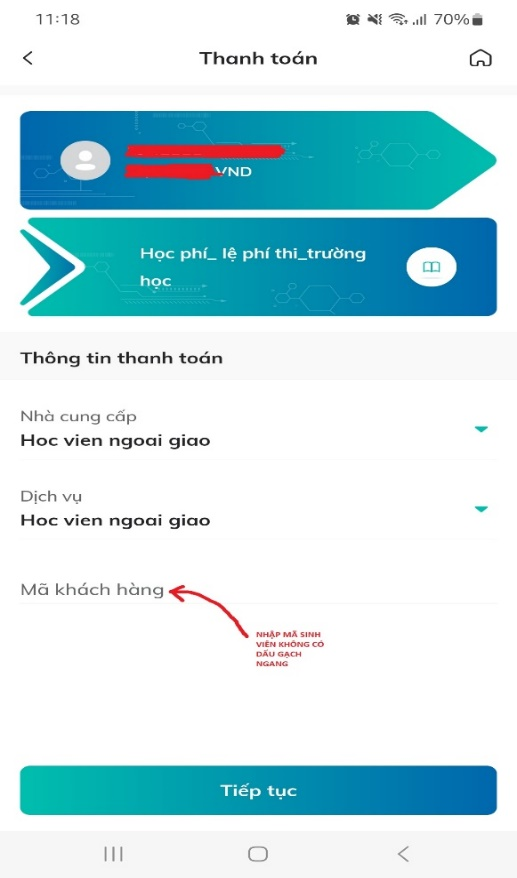 11:18
70%
Thanh toán
VND
Học phí_ lệ phí thi_trường
học
Thông tin thanh toán
Nhà cung cấp
Hoc vien ngoai giao
Dịch vụ
Hoc vien ngoai giao
Mã khách hàng
NHẬP MÃ SINH
VIÊN KHÔNG CÓ
DẤU GẠCH
NGANG
Tiếp tục